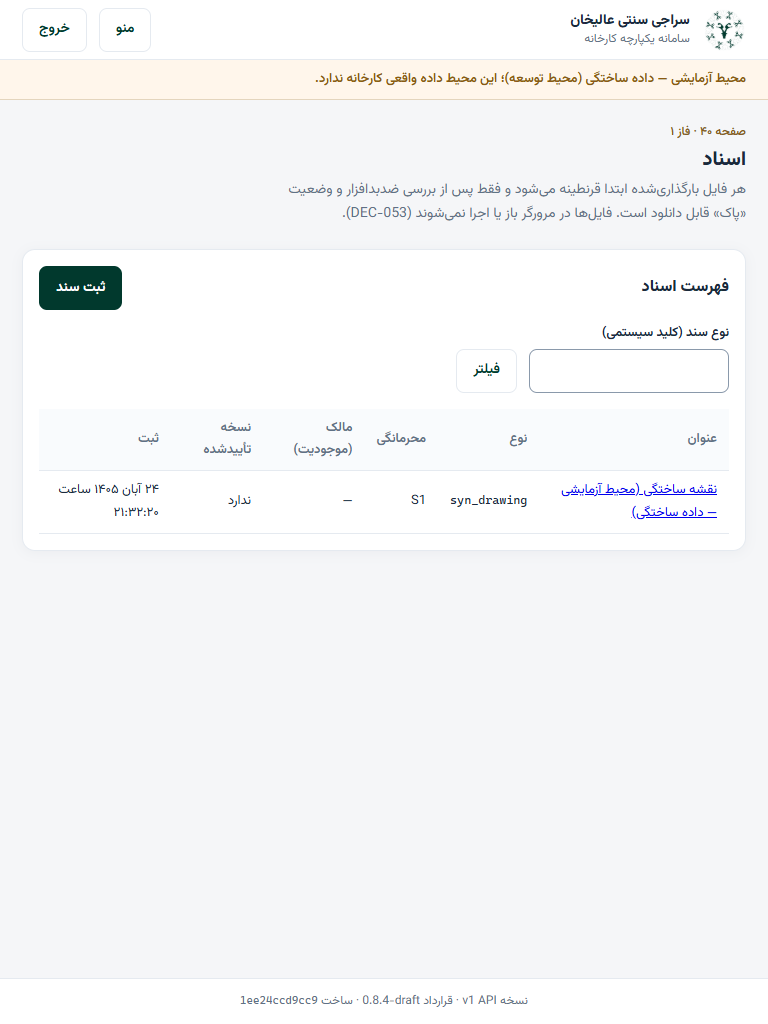 سراجی سنتی عالیخان
سامانه یکپارچه کارخانه
منو
خروج
محیط آزمایشی — داده ساختگی (محیط توسعه)؛ این محیط داده واقعی کارخانه ندارد.
صفحه ۴۰ · فاز ۱
اسناد
هر فایل بارگذاری‌شده ابتدا قرنطینه می‌شود و فقط پس از بررسی ضدبدافزار و وضعیت
«پاک» قابل دانلود است. فایل‌ها در مرورگر باز یا اجرا نمی‌شوند (DEC-053).
فهرست اسناد
ثبت سند
نوع سند (کلید سیستمی)
فیلتر
عنوان نوع محرمانگی مالک (موجودیت) نسخه تأییدشده ثبت
نقشه ساختگی (محیط آزمایشی — داده ساختگی) syn_drawing S1 — ندارد ۲۴ آبان ۱۴۰۵ ساعت ۲۱:۳۲:۲۰
نسخه v1 API · قرارداد 0.8.4-draft · ساخت 1ee24ccd9cc9